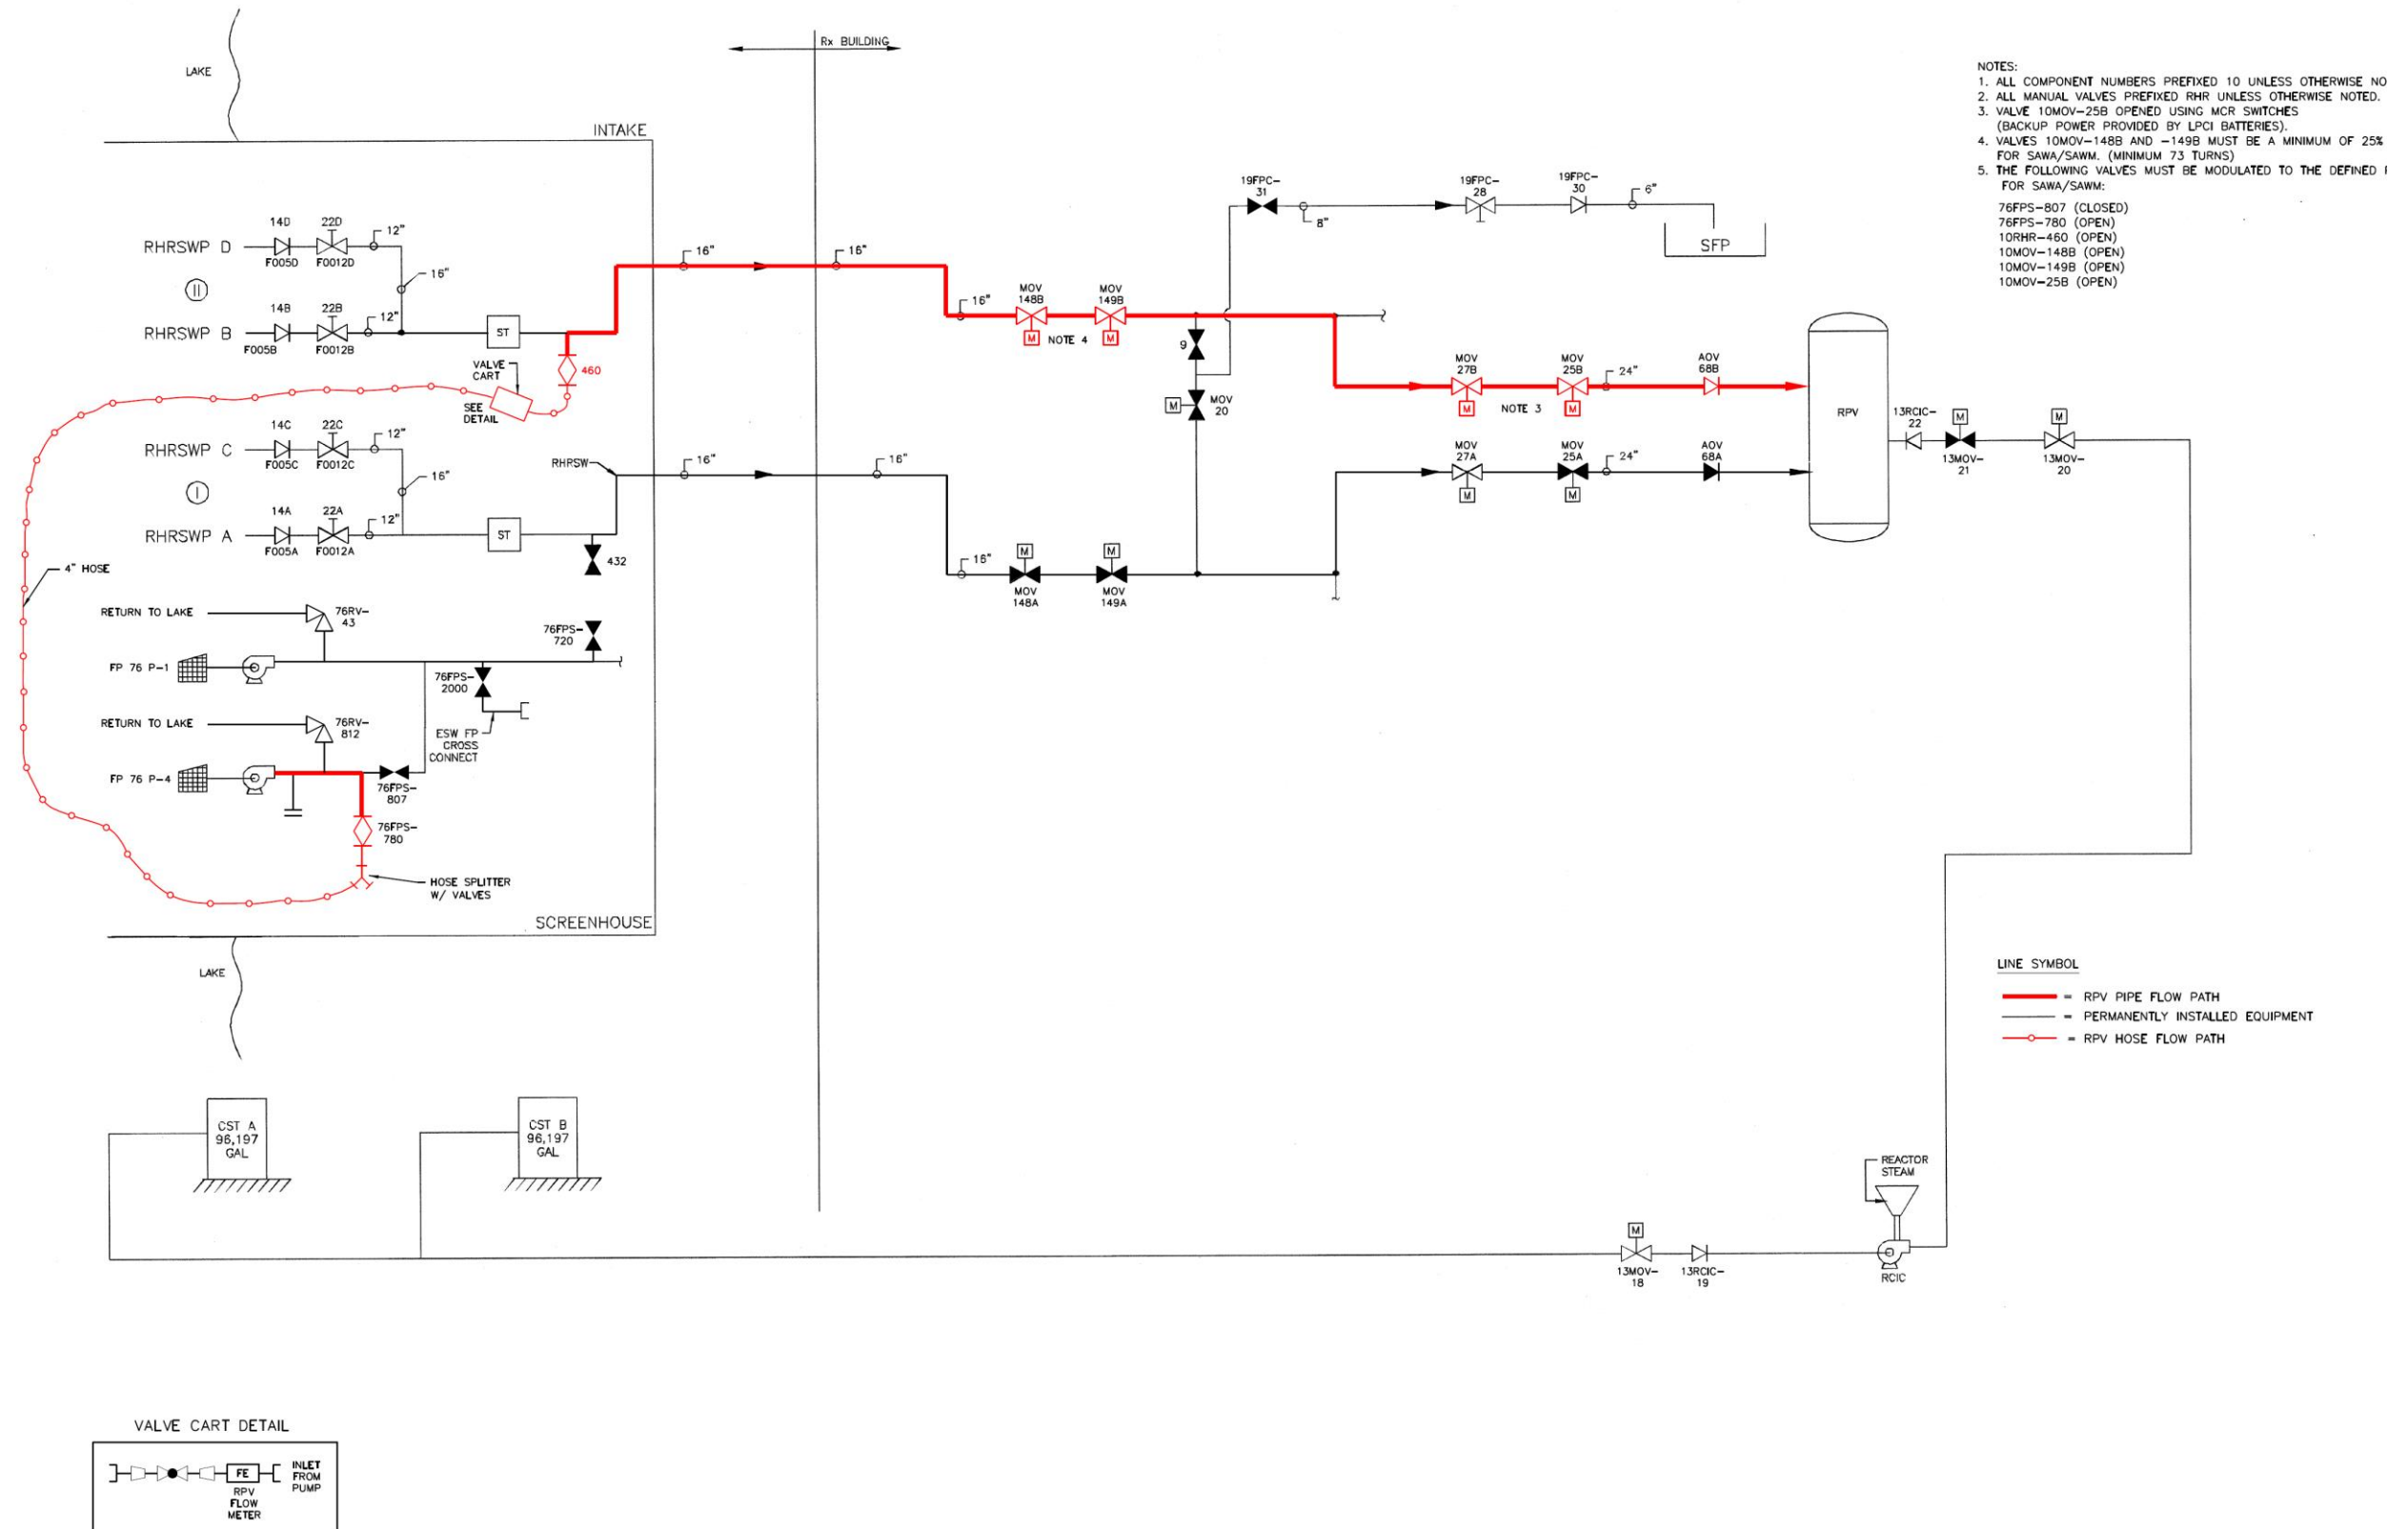 Rx BUILDING
LAKE
INTAKE
NOTES:
1. ALL COMPONENT NUMBERS PREFIXED 10 UNLESS OTHERWISE NO
2. ALL MANUAL VALVES PREFIXED RHR UNLESS OTHERWISE NOTED.
3. VALVE 10MOV-25B OPENED USING MCR SWITCHES
(BACKUP POWER PROVIDED BY LPCI BATTERIES).
4. VALVES 10MOV-148B AND -149B MUST BE A MINIMUM OF 25%
FOR SAWA/SAWM. (MINIMUM 73 TURNS)
5. THE FOLLOWING VALVES MUST BE MODULATED TO THE DEFINED
FOR SAWA/SAWM:
76FPS-807 (CLOSED)
76FPS-780 (OPEN)
10RHR-460 (OPEN)
10MOV-148B (OPEN)
10MOV-149B (OPEN)
10MOV-25B (OPEN)
RHRSWP D
14D
F005D
22D
F0012D
12"
16"
II
RHRSWP B
14B
F005B
22B
F0012B
12"
ST
460
VALVE
CART
SEE
DETAIL
RHRSWP C
14C
F005C
22C
F0012C
12"
16"
I
RHRSWP A
14A
F005A
22A
F0012A
12"
ST
RHRSW
432
4" HOSE
RETURN TO LAKE
76RV-
43
FP 76 P-1
76FPS-
720
76FPS-
2000
ESW FP
CROSS
CONNECT
RETURN TO LAKE
76RV-
812
FP 76 P-4
76FPS-
807
76FPS-
780
HOSE SPLITTER
W/ VALVES
SCREENHOUSE
LAKE
16"
16"
16"
MOV
148B
M
NOTE 4
MOV
149B
M
9
M
MOV
20
19FPC-
31
8"
19FPC-
28
19FPC-
30
6"
SFP
MOV
27B
M
NOTE 3
MOV
25B
M
24"
AOV
68B
RPV
13RCIC-
22
M
13MOV-
21
M
13MOV-
20
16"
16"
16"
M
MOV
148A
M
MOV
149A
MOV
27A
M
MOV
25A
M
24"
AOV
68A
LINE SYMBOL
= RPV PIPE FLOW PATH
= PERMANENTLY INSTALLED EQUIPMENT
= RPV HOSE FLOW PATH
CST A
96,197
GAL
CST B
96,197
GAL
REACTOR
STEAM
M
13MOV-
18
13RCIC-
19
RCIC
VALVE CART DETAIL
FE
RPV
FLOW
METER
INLET
FROM
PUMP